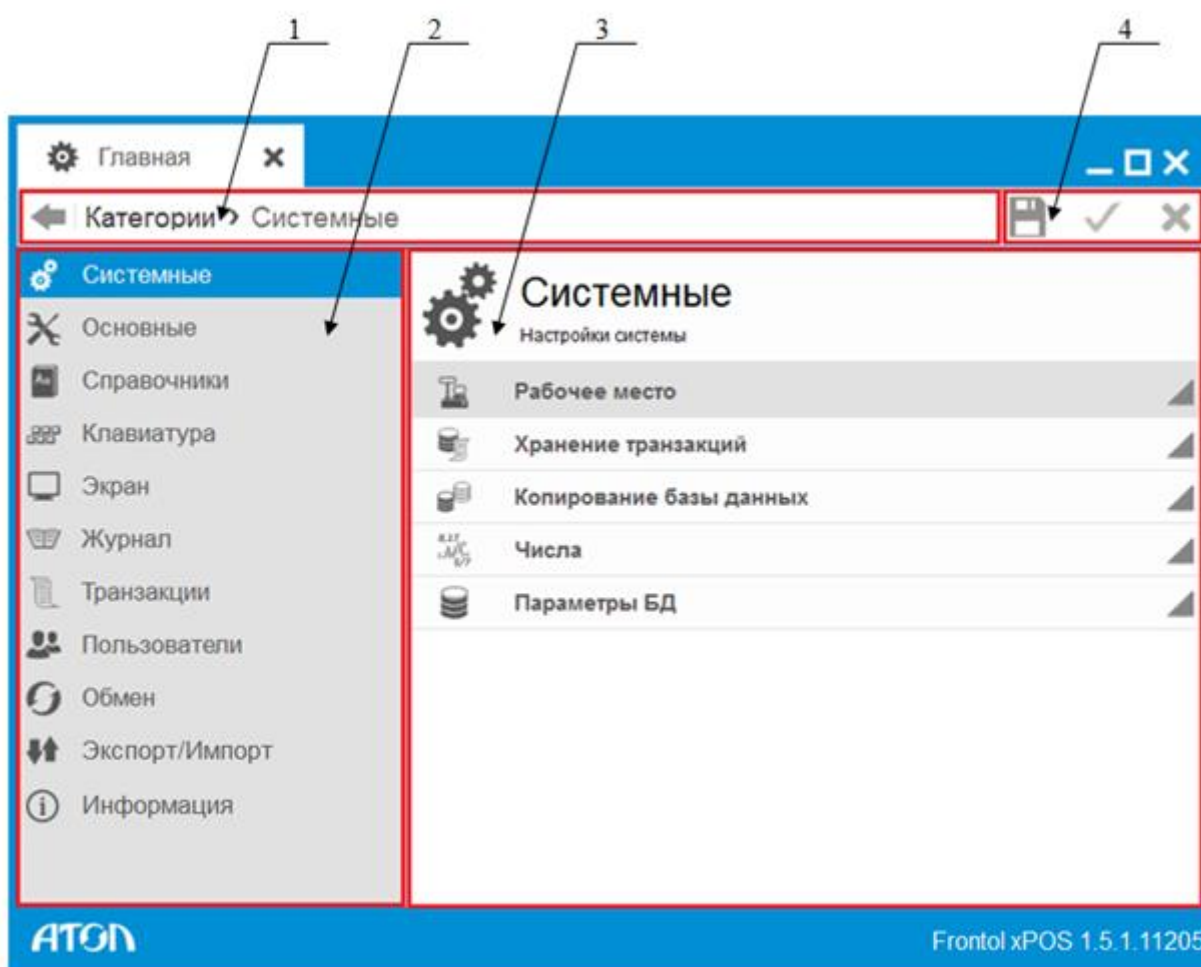 1 2 3 4
Главная
Категории › Системные
Системные
Основные
Справочники
Клавиатура
Экран
Журнал
Транзакции
Пользователи
Обмен
Экспорт/Импорт
Информация
Системные
Настройки системы
Рабочее место
Хранение транзакций
Копирование базы данных
Числа
Параметры БД
АТОЛ
Frontol xPOS 1.5.1.11205